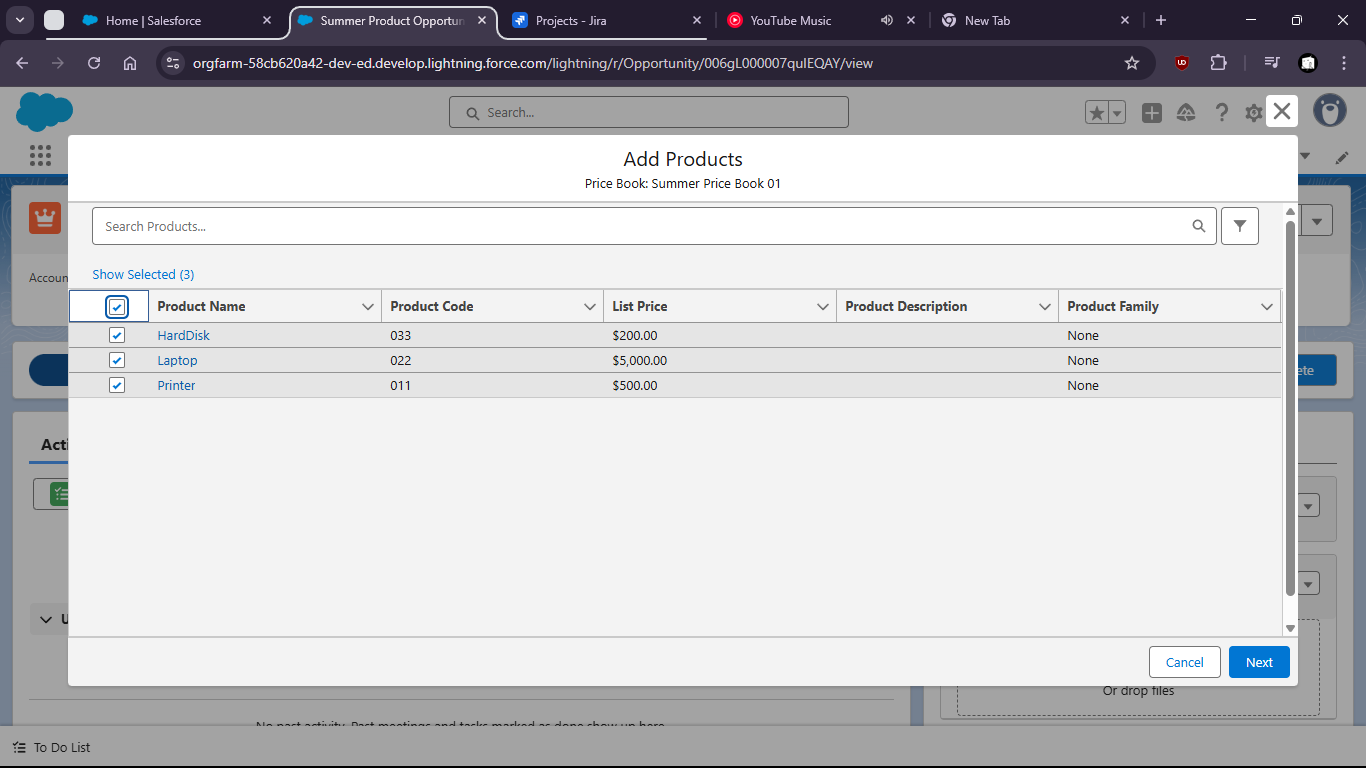 Home | Salesforce
Summer Product Opportun
Projects - Jira
YouTube Music
New Tab
orgfarm-58cb620a42-dev-ed.develop.lightning.force.com/lightning/r/Opportunity/006gL000007qulEQAY/view
Search...
Add Products
Price Book: Summer Price Book 01
Search Products...
Accoun
Show Selected (3)
Product Name Product Code List Price Product Description Product Family
HardDisk 033 $200.00 None
Laptop 022 $5,000.00 None
Printer 011 $500.00 None
ete
Acti
U
Cancel Next
Or drop files
No past activity. Past meetings and tasks marked as done show up here.
To Do List